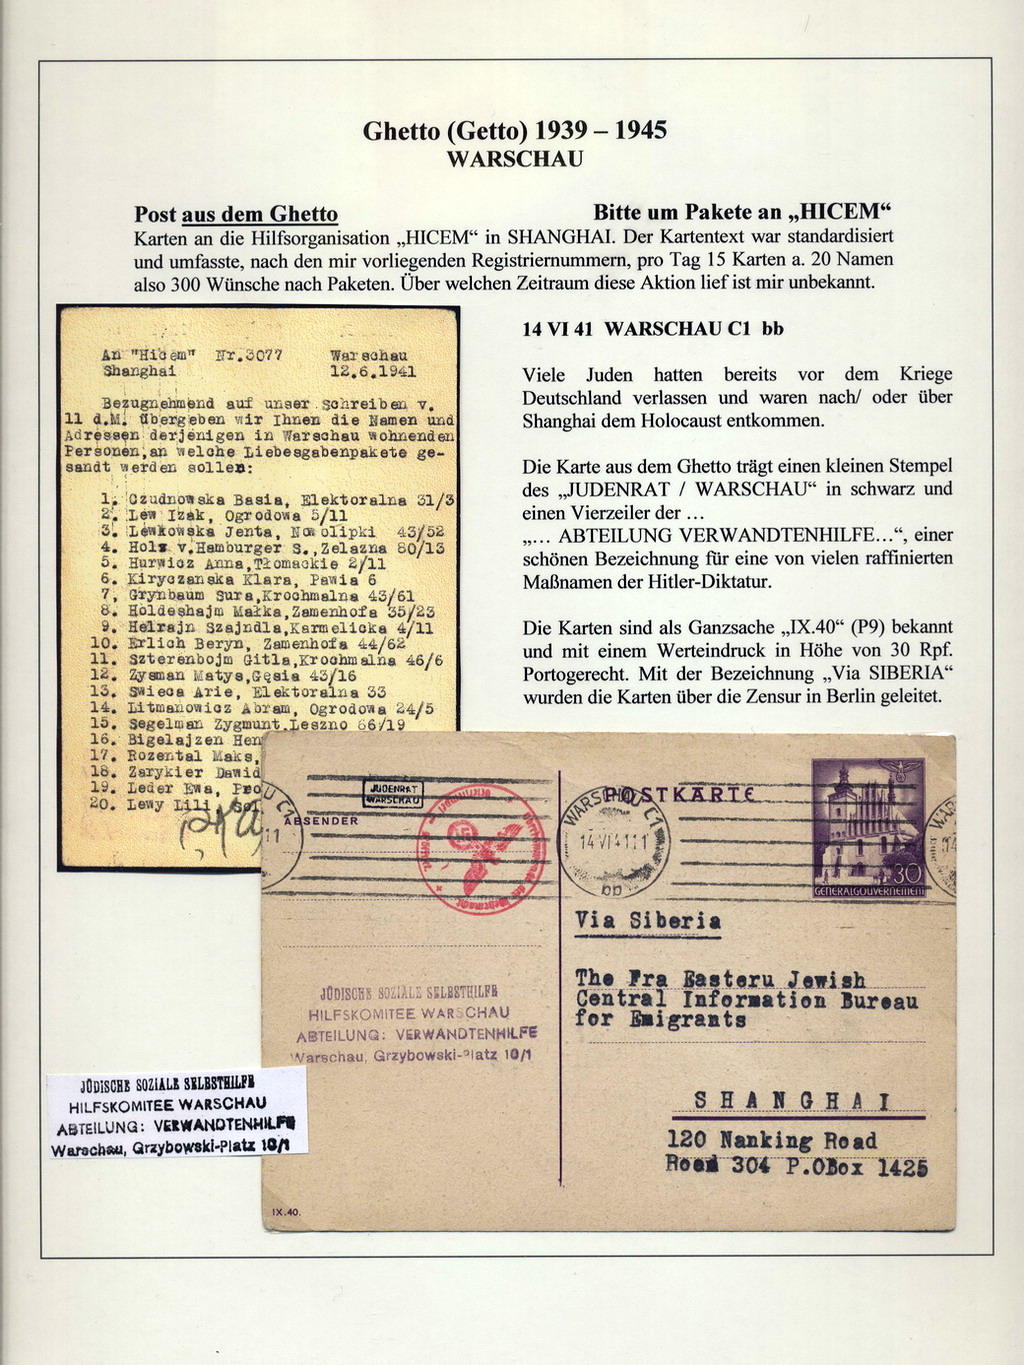 Ghetto (Getto) 1939 – 1945
WARSCHAU
Post aus dem Ghetto
Bitte um Pakete an „HICEM“
Karten an die Hilfsorganisation „HICEM“ in SHANGHAI. Der Kartentext war standardisiert
und umfasste, nach den mir vorliegenden Registriernummern, pro Tag 15 Karten a. 20 Namen
also 300 Wünsche nach Paketen. Über welchen Zeitraum diese Aktion lief ist mir unbekannt.
An "Hicem" Nr.3077 Warschau
Shanghai 12.6.1941
Bezugnehmend auf unser Schreiben v.
11 d.M. übergeben wir Ihnen die Namen und
Adressen derjenigen in Warschau wohnenden
Personen,an welche Liebesgabenpakete ge-
sandt werden sollen:
1. Czudnowska Basia, Elektoralna 31/3
2. Lew Izak, Ogrodowa 5/11
3. Lewkowska Jenta, Nowolipki 43/52
4. Holz v.Hamburger S.,Zelazna 80/13
5. Hurwicz Anna,Tłomackie 2/11
6. Kiryczanska Klara, Pawia 6
7, Grynbaum Sura,Krochmalna 43/61
8. Holdeshajm Małka,Zamenhofa 35/23
9. Helrajn Szajndla,Karmelicka 4/11
10. Erlich Beryn, Zamenhofa 44/62
11. Szterenbojm Gitla,Krochmalna 46/6
12. Zysman Matys,Gęsia 43/16
13. Swieca Arie, Elektoralna 33
14. Litmanowicz Abram, Ogrodowa 24/5
15. Segelman Zygmunt,Leszno 66/19
16. Bigelajzen Hen
17. Rozental Maks,
18. Zarykier Dawid
19. Leder Ewa, Pro
20. Lewy Lili, Sol
14 VI 41 WARSCHAU C1 bb
Viele Juden hatten bereits vor dem Kriege
Deutschland verlassen und waren nach/ oder über
Shanghai dem Holocaust entkommen.
Die Karte aus dem Ghetto trägt einen kleinen Stempel
des „JUDENRAT / WARSCHAU“ in schwarz und
einen Vierzeiler der …
„… ABTEILUNG VERWANDTENHILFE…“, einer
schönen Bezeichnung für eine von vielen raffinierten
Maßnamen der Hitler-Diktatur.
Die Karten sind als Ganzsache „IX.40“ (P9) bekannt
und mit einem Werteindruck in Höhe von 30 Rpf.
Portogerecht. Mit der Bezeichnung „Via SIBERIA“
wurden die Karten über die Zensur in Berlin geleitet.
JUDENRAT
WARSCHAU
ABSENDER
POSTKARTE
WARSCHAU C1
14 VI 41 11
bb
30
GENERALGOUVERNEMENT
Via Siberia
The Fra Easteru Jewish
Central Information Bureau
for Emigrants
SHANGHAI
120 Nanking Road
Room 304 P.OBox 1425
JÜDISCHE SOZIALE SELBSTHILFE
HILFSKOMITEE WARSCHAU
ABTEILUNG: VERWANDTENHILFE
Warschau, Grzybowski-Platz 10/1
JÜDISCHE SOZIALE SELBSTHILFE
HILFSKOMITEE WARSCHAU
ABTEILUNG: VERWANDTENHILFE
Warschau, Grzybowski-Platz 10/1
IX.40.